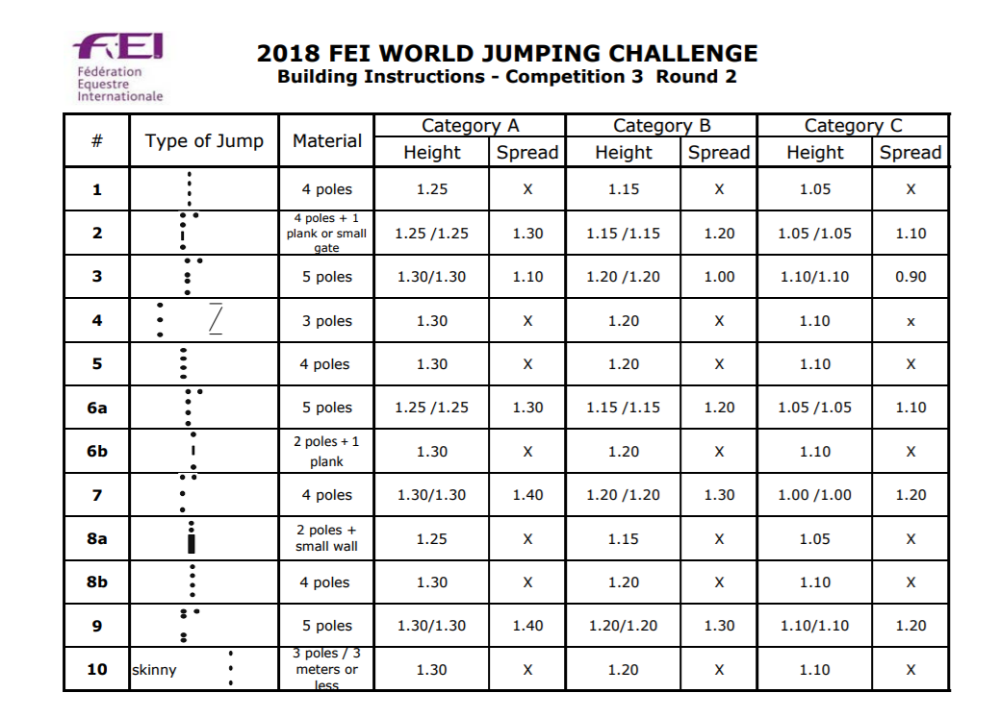 FEI
Fédération
Equestre
Internationale
2018 FEI WORLD JUMPING CHALLENGE
Building Instructions - Competition 3 Round 2
# Type of Jump Material Category A Category B Category C
Height Spread Height Spread Height Spread
1 4 poles 1.25 X 1.15 X 1.05 X
2 4 poles + 1 plank or small gate 1.25 /1.25 1.30 1.15 /1.15 1.20 1.05 /1.05 1.10
3 5 poles 1.30/1.30 1.10 1.20 /1.20 1.00 1.10/1.10 0.90
4 3 poles 1.30 X 1.20 X 1.10 x
5 4 poles 1.30 X 1.20 X 1.10 X
6a 5 poles 1.25 /1.25 1.30 1.15 /1.15 1.20 1.05 /1.05 1.10
6b 2 poles + 1 plank 1.30 X 1.20 X 1.10 X
7 4 poles 1.30/1.30 1.40 1.20 /1.20 1.30 1.00 /1.00 1.20
8a 2 poles + small wall 1.25 X 1.15 X 1.05 X
8b 4 poles 1.30 X 1.20 X 1.10 X
9 5 poles 1.30/1.30 1.40 1.20/1.20 1.30 1.10/1.10 1.20
10 skinny 3 poles / 3 meters or less 1.30 X 1.20 X 1.10 X